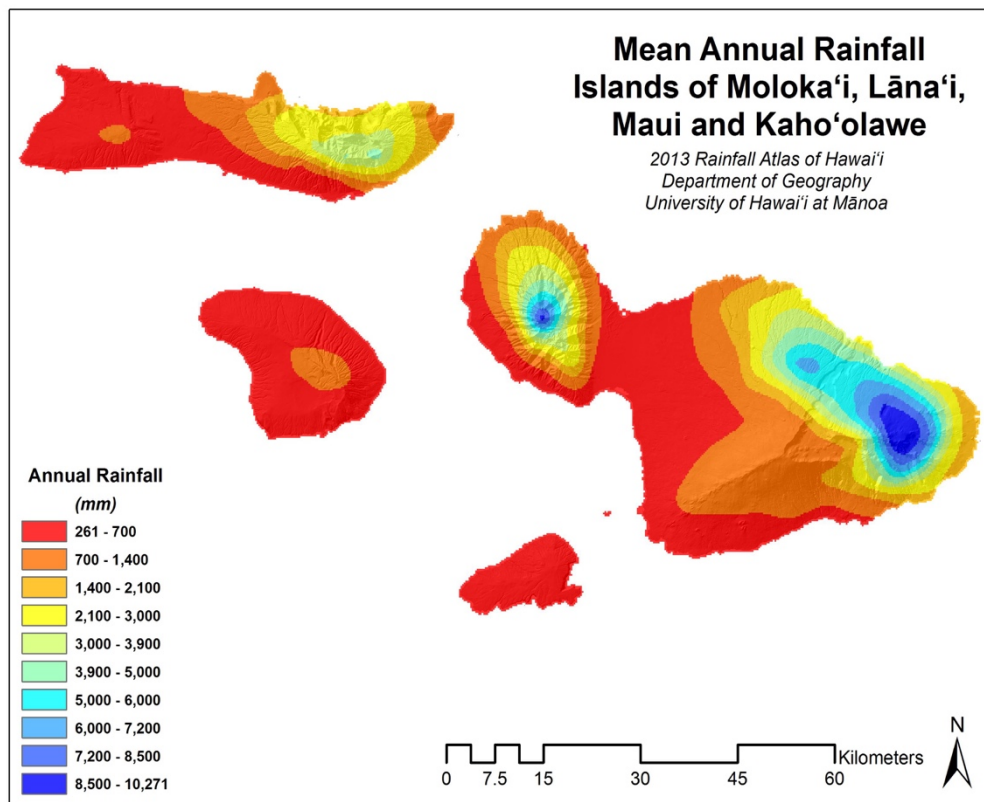 Mean Annual Rainfall
Islands of Moloka‘i, Lāna‘i,
Maui and Kaho‘olawe
2013 Rainfall Atlas of Hawai‘i
Department of Geography
University of Hawai‘i at Mānoa
Annual Rainfall
(mm)
261 - 700
700 - 1,400
1,400 - 2,100
2,100 - 3,000
3,000 - 3,900
3,900 - 5,000
5,000 - 6,000
6,000 - 7,200
7,200 - 8,500
8,500 - 10,271
N
Kilometers
0 7.5 15 30 45 60